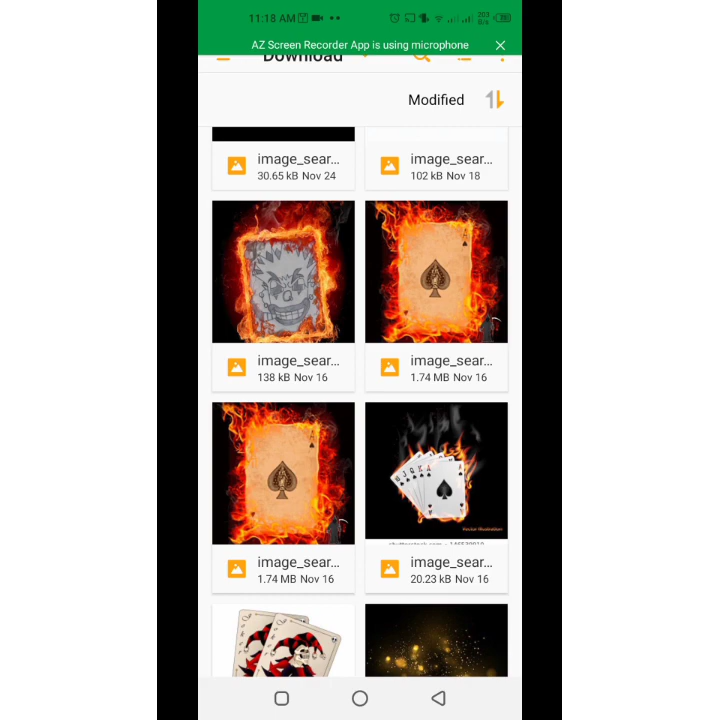 11:18 AM
203 B/s
AZ Screen Recorder App is using microphone
Download
Modified
image_sear... image_sear...
30.65 kB Nov 24 102 kB Nov 18
image_sear... image_sear...
138 kB Nov 16 1.74 MB Nov 16
image_sear... image_sear...
1.74 MB Nov 16 20.23 kB Nov 16